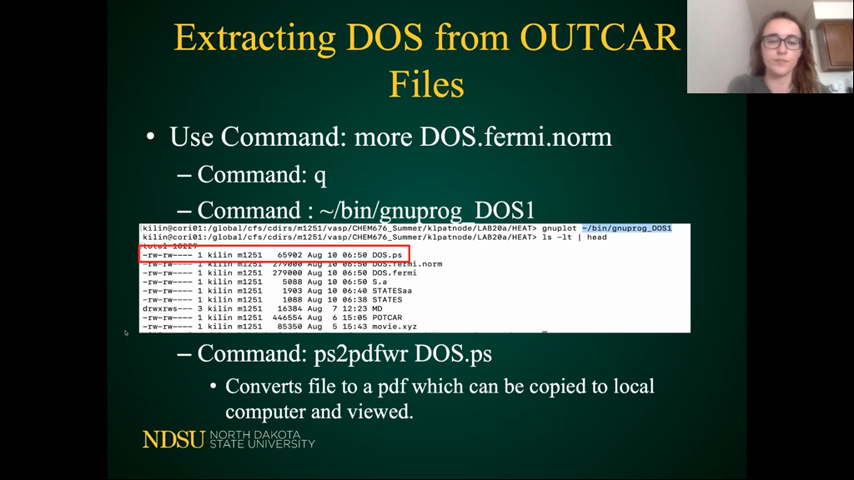 Extracting DOS from OUTCAR
Files
• Use Command: more DOS.fermi.norm
– Command: q
– Command : ~/bin/gnuprog_DOS1
kilin@cori01:/global/cfs/cdirs/m1251/vasp/CHEM676_Summer/klpatnode/LAB20a/HEAT> gnuplot ~/bin/gnuprog_DOS1
kilin@cori01:/global/cfs/cdirs/m1251/vasp/CHEM676_Summer/klpatnode/LAB20a/HEAT> ls -lt | head
total 10229
-rw-rw---- 1 kilin m1251 65902 Aug 10 06:50 DOS.ps
-rw-rw---- 1 kilin m1251 279000 Aug 10 06:50 DOS.fermi.norm
-rw-rw---- 1 kilin m1251 279000 Aug 10 06:50 DOS.fermi
-rw-rw---- 1 kilin m1251 5088 Aug 10 06:50 S.a
-rw-rw---- 1 kilin m1251 1903 Aug 10 06:40 STATESaa
-rw-rw---- 1 kilin m1251 1088 Aug 10 06:38 STATES
drwxrws--- 3 kilin m1251 16384 Aug 7 12:23 MD
-rw-rw---- 1 kilin m1251 446554 Aug 6 15:05 POTCAR
-rw-rw---- 1 kilin m1251 85350 Aug 5 15:43 movie.xyz
– Command: ps2pdfwr DOS.ps
• Converts file to a pdf which can be copied to local
computer and viewed.
NDSU NORTH DAKOTA
STATE UNIVERSITY